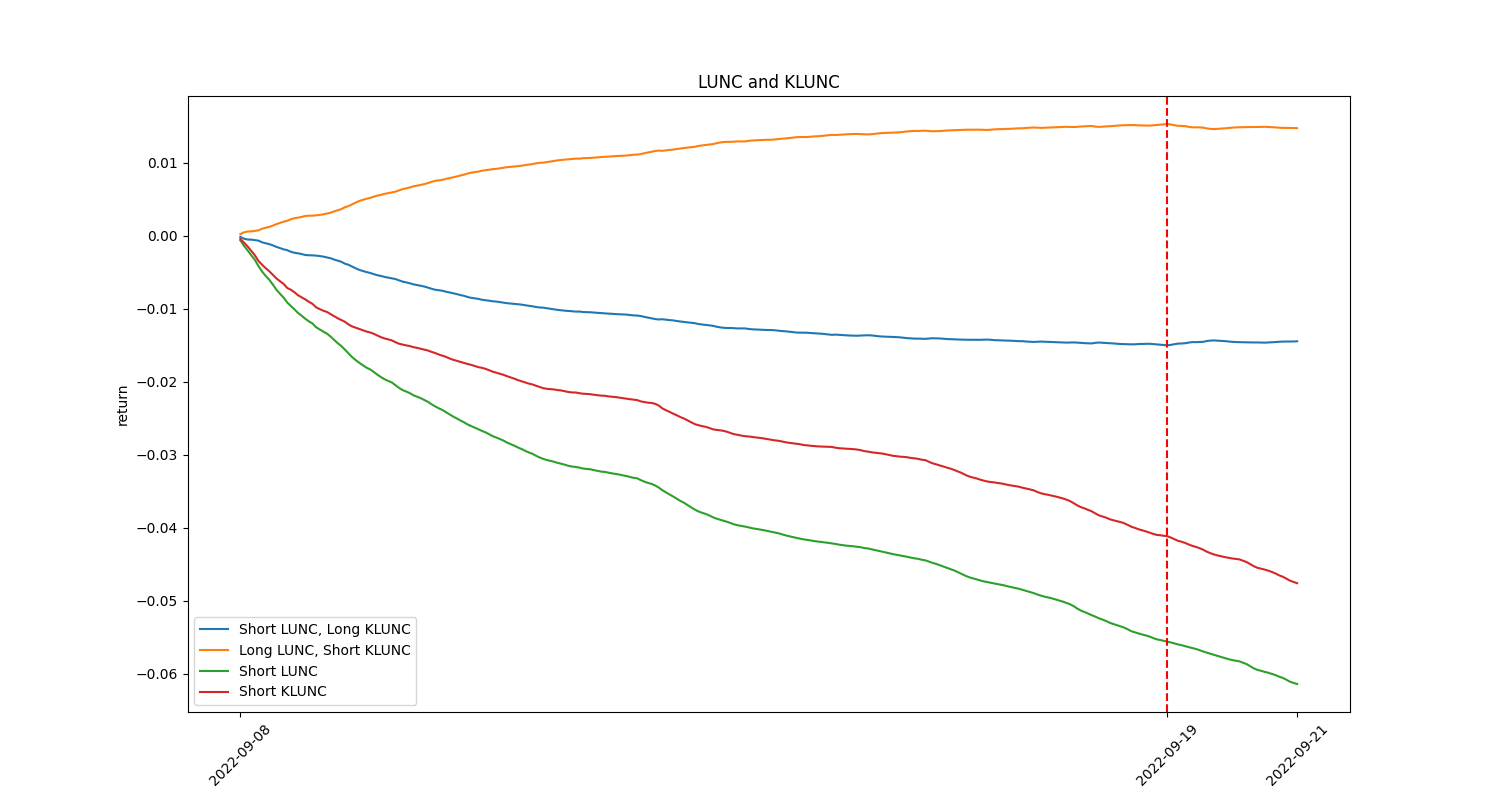 LUNC and KLUNC
return
0.01
0.00
−0.01
−0.02
−0.03
−0.04
−0.05
−0.06
Short LUNC, Long KLUNC
Long LUNC, Short KLUNC
Short LUNC
Short KLUNC
2022-09-08
2022-09-19
2022-09-21